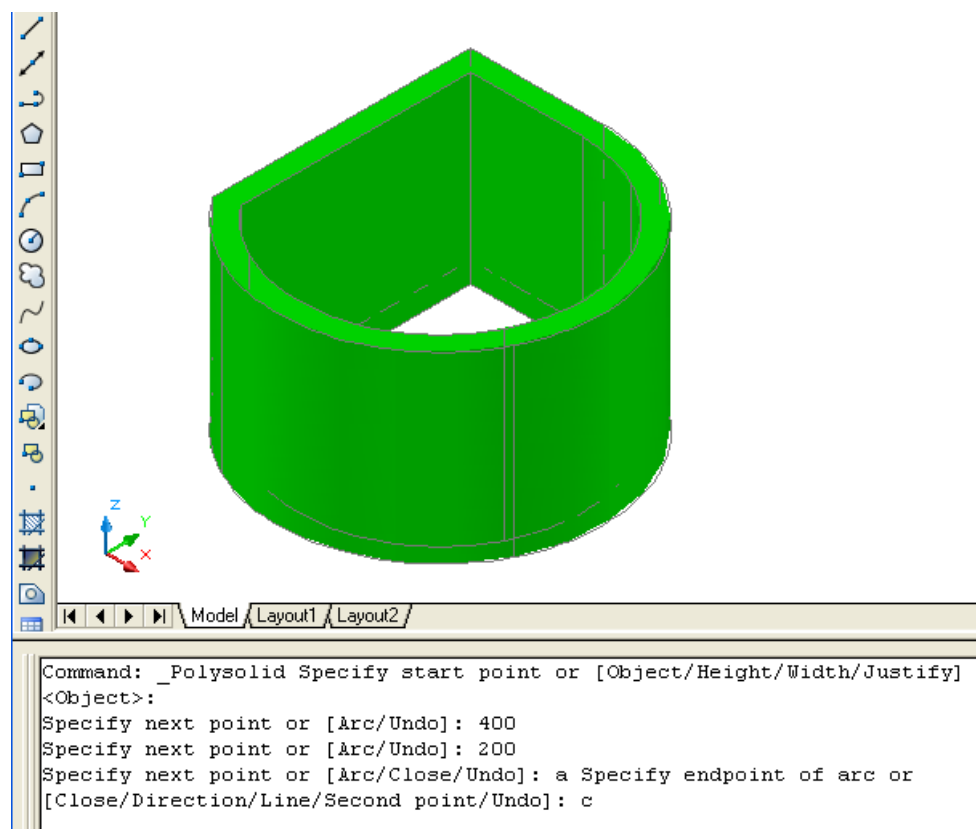 Z
Y
X
Model Layout1 Layout2
Command: _Polysolid Specify start point or [Object/Height/Width/Justify]
<Object>:
Specify next point or [Arc/Undo]: 400
Specify next point or [Arc/Undo]: 200
Specify next point or [Arc/Close/Undo]: a Specify endpoint of arc or
[Close/Direction/Line/Second point/Undo]: c